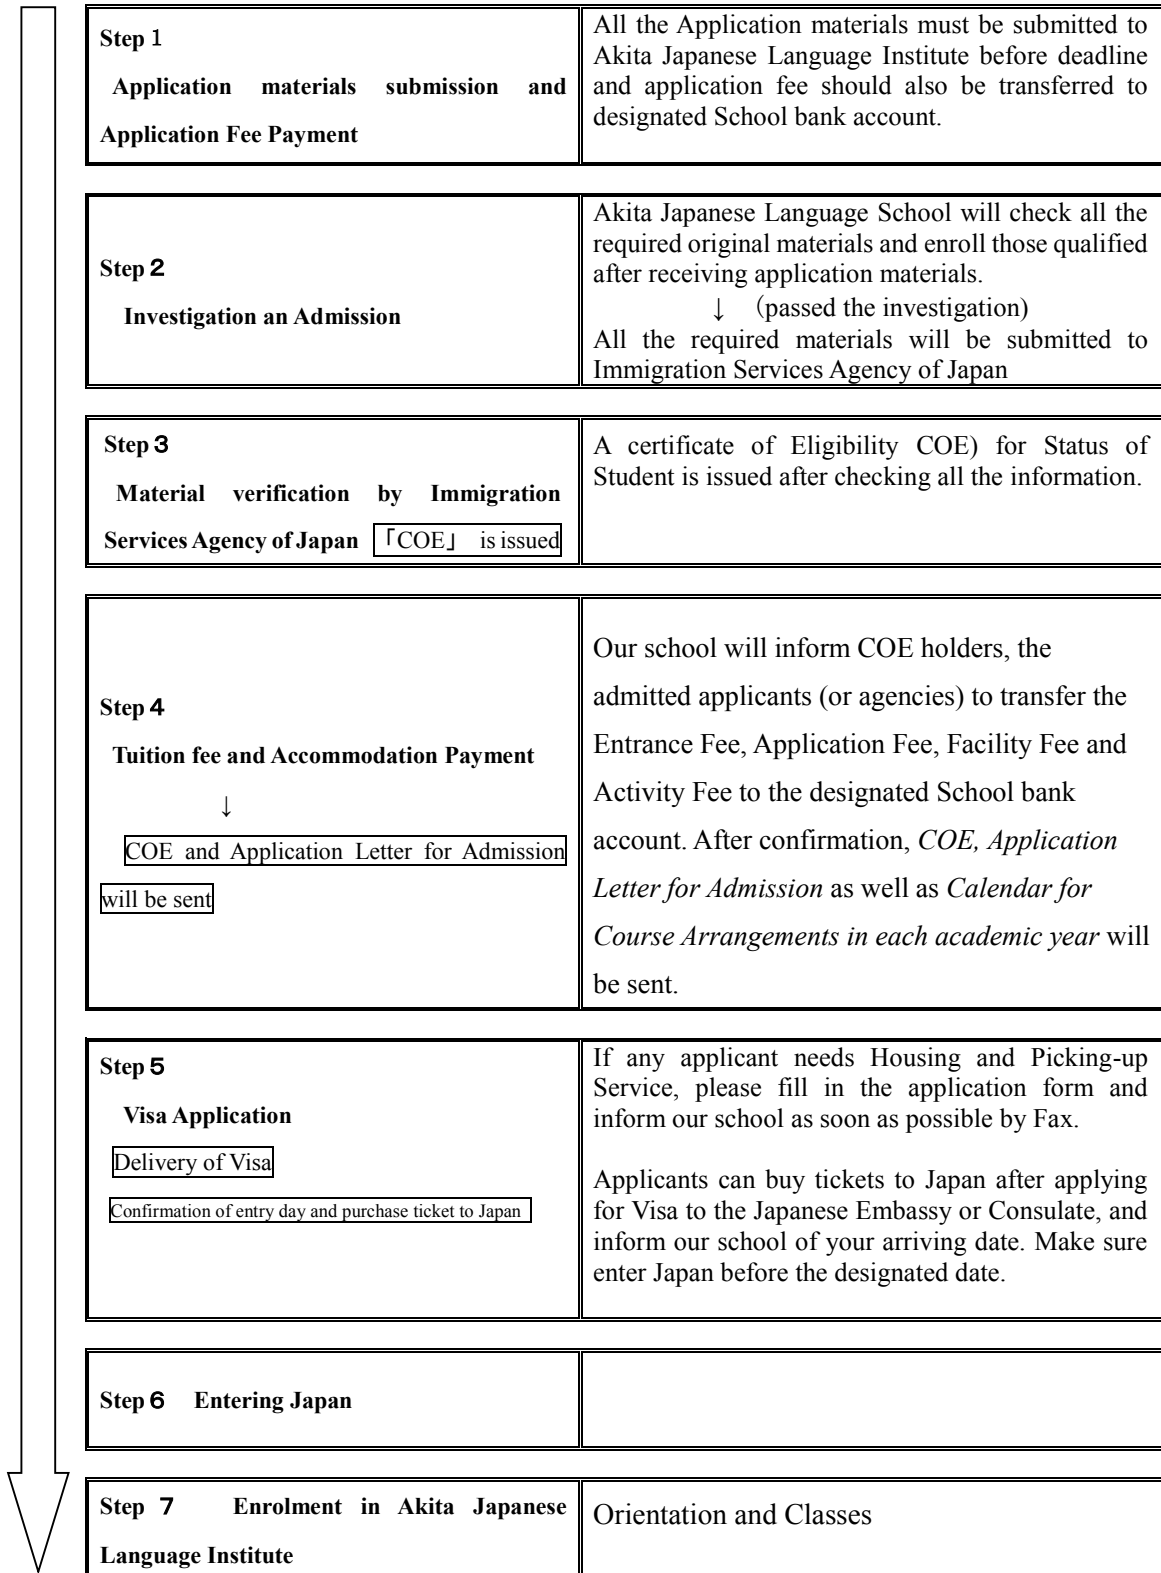 Step 1
Application materials submission and
Application Fee Payment
All the Application materials must be submitted to
Akita Japanese Language Institute before deadline
and application fee should also be transferred to
designated School bank account.
Step 2
Investigation an Admission
Akita Japanese Language School will check all the
required original materials and enroll those qualified
after receiving application materials.
↓ (passed the investigation)
All the required materials will be submitted to
Immigration Services Agency of Japan
Step 3
Material verification by Immigration
Services Agency of Japan 「COE」 is issued
A certificate of Eligibility COE) for Status of
Student is issued after checking all the information.
Step 4
Tuition fee and Accommodation Payment
↓
COE and Application Letter for Admission
will be sent
Our school will inform COE holders, the
admitted applicants (or agencies) to transfer the
Entrance Fee, Application Fee, Facility Fee and
Activity Fee to the designated School bank
account. After confirmation, COE, Application
Letter for Admission as well as Calendar for
Course Arrangements in each academic year will
be sent.
Step 5
Visa Application
Delivery of Visa
Confirmation of entry day and purchase ticket to Japan
If any applicant needs Housing and Picking-up
Service, please fill in the application form and
inform our school as soon as possible by Fax.
Applicants can buy tickets to Japan after applying
for Visa to the Japanese Embassy or Consulate, and
inform our school of your arriving date. Make sure
enter Japan before the designated date.
Step 6 Entering Japan
Step 7 Enrolment in Akita Japanese
Language Institute
Orientation and Classes